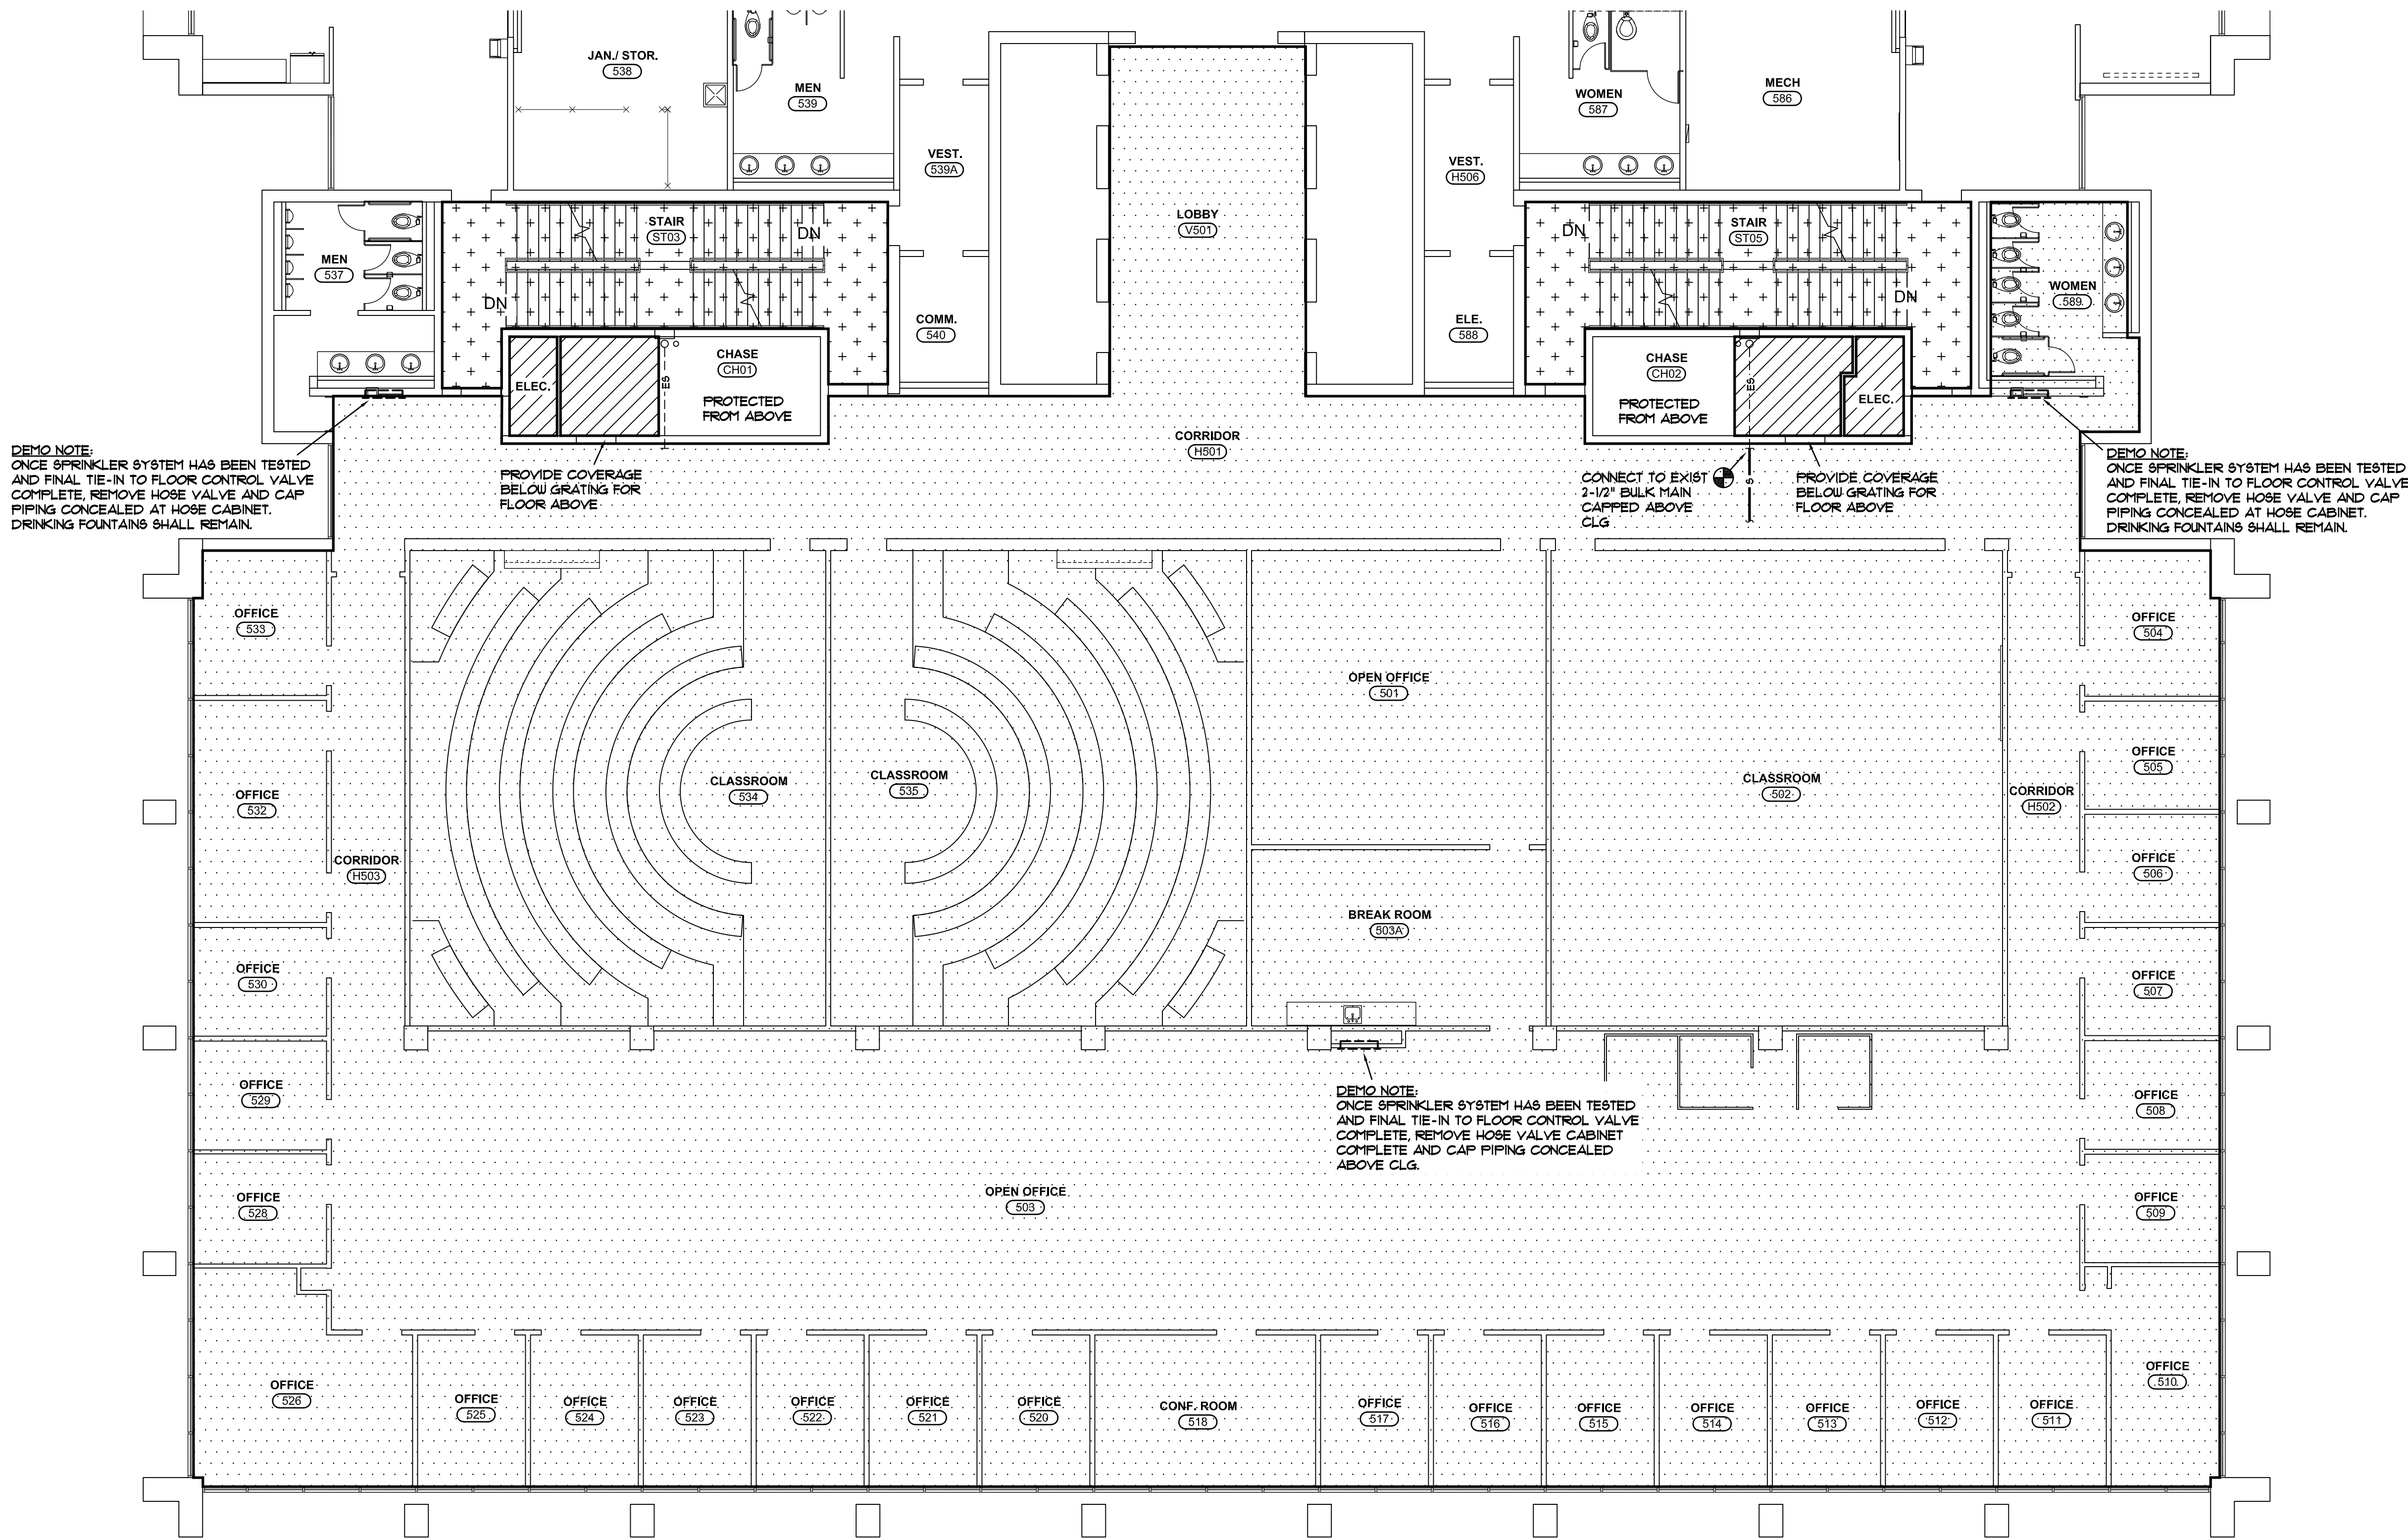 JAN./ STOR.
538
MEN
539
WOMEN
587
MECH
586
VEST.
539A
VEST.
H506
LOBBY
V501
STAIR
ST03
DN
DN
STAIR
ST05
DN
DN
MEN
537
WOMEN
589
COMM.
540
ELE.
588
ELEC.
ES
CHASE
CH01
PROTECTED
FROM ABOVE
CHASE
CH02
PROTECTED
FROM ABOVE
ES
ELEC.
CORRIDOR
H501
DEMO NOTE:
ONCE SPRINKLER SYSTEM HAS BEEN TESTED
AND FINAL TIE-IN TO FLOOR CONTROL VALVE
COMPLETE, REMOVE HOSE VALVE AND CAP
PIPING CONCEALED AT HOSE CABINET.
DRINKING FOUNTAINS SHALL REMAIN.
PROVIDE COVERAGE
BELOW GRATING FOR
FLOOR ABOVE
CONNECT TO EXIST
2-1/2" BULK MAIN
CAPPED ABOVE
CLG
S
PROVIDE COVERAGE
BELOW GRATING FOR
FLOOR ABOVE
DEMO NOTE:
ONCE SPRINKLER SYSTEM HAS BEEN TESTED
AND FINAL TIE-IN TO FLOOR CONTROL VALVE
COMPLETE, REMOVE HOSE VALVE AND CAP
PIPING CONCEALED AT HOSE CABINET.
DRINKING FOUNTAINS SHALL REMAIN.
OFFICE
533
OFFICE
504
OPEN OFFICE
501
OFFICE
532
CLASSROOM
534
CLASSROOM
535
CLASSROOM
502
OFFICE
505
CORRIDOR
H502
CORRIDOR
H503
OFFICE
506
BREAK ROOM
503A
OFFICE
530
OFFICE
507
OFFICE
529
OFFICE
508
DEMO NOTE:
ONCE SPRINKLER SYSTEM HAS BEEN TESTED
AND FINAL TIE-IN TO FLOOR CONTROL VALVE
COMPLETE, REMOVE HOSE VALVE CABINET
COMPLETE AND CAP PIPING CONCEALED
ABOVE CLG.
OPEN OFFICE
503
OFFICE
528
OFFICE
509
OFFICE
526
OFFICE
525
OFFICE
524
OFFICE
523
OFFICE
522
OFFICE
521
OFFICE
520
CONF. ROOM
518
OFFICE
517
OFFICE
516
OFFICE
515
OFFICE
514
OFFICE
513
OFFICE
512
OFFICE
511
OFFICE
510